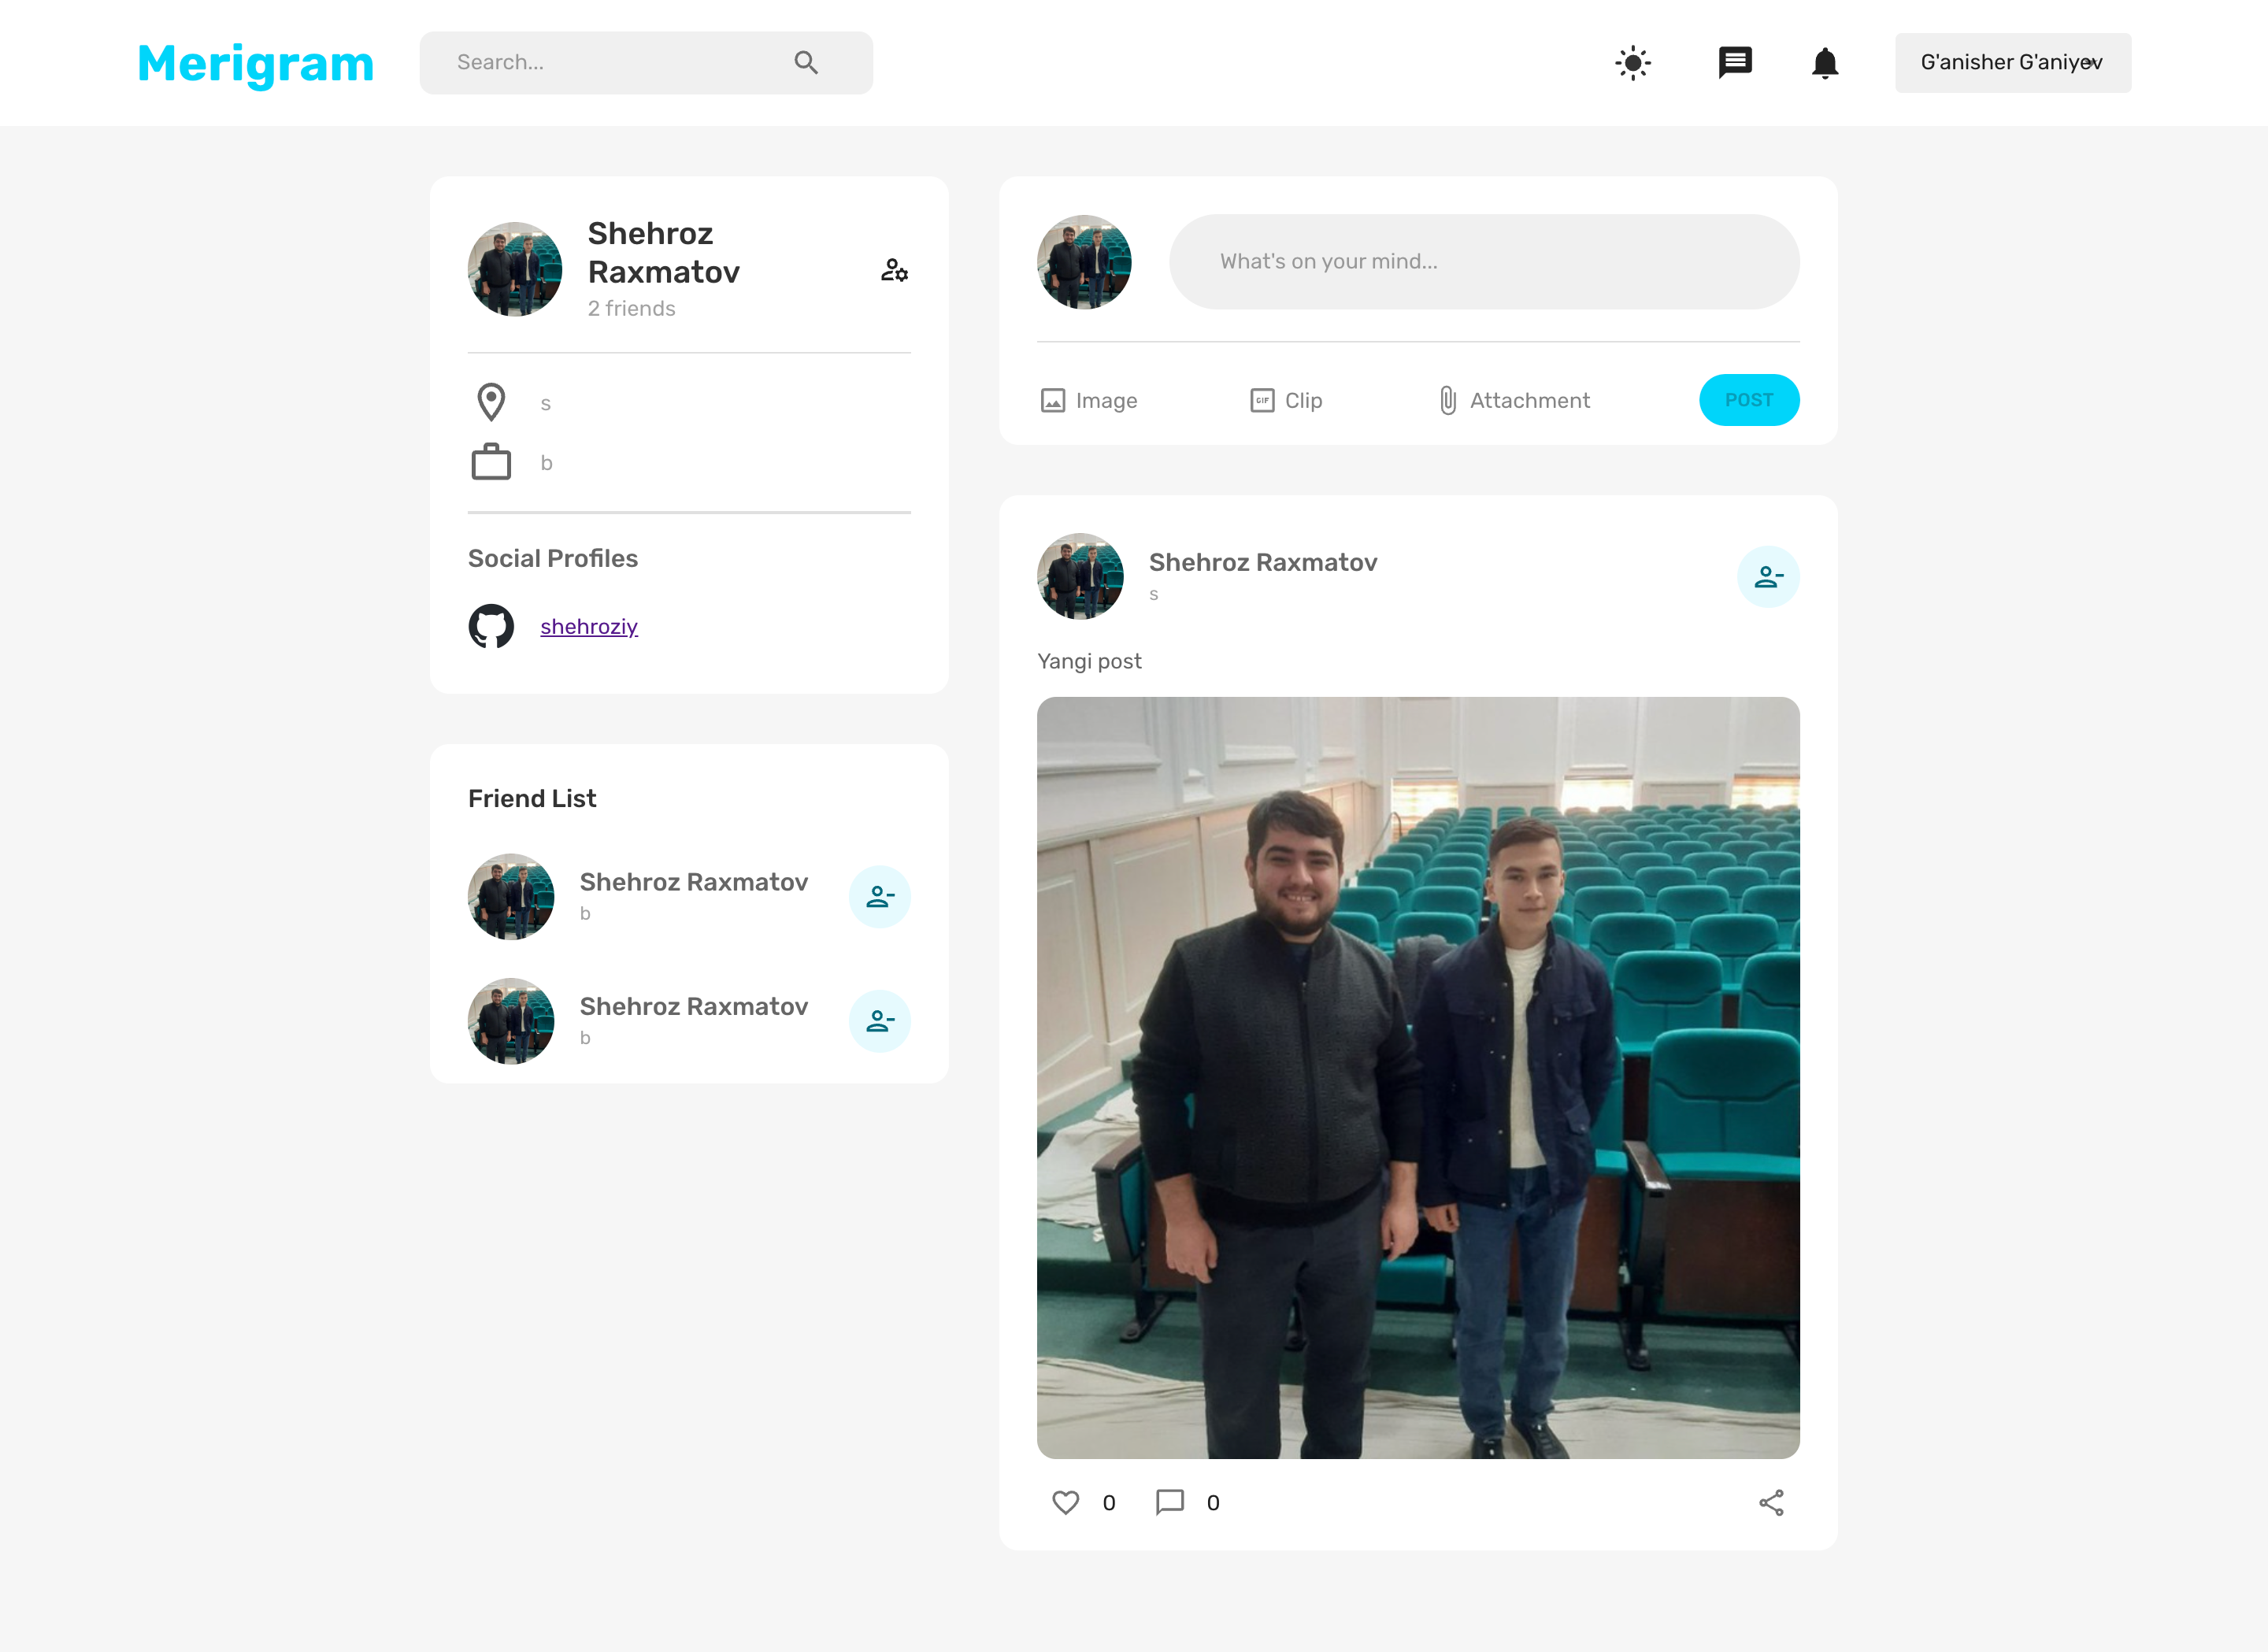 Merigram
Search...
G'anisher G'aniyev
Shehroz
Raxmatov
2 friends
s
b
Social Profiles
shehroziy
Friend List
Shehroz Raxmatov
b
Shehroz Raxmatov
b
What's on your mind...
Image
GIF
Clip
Attachment
POST
Shehroz Raxmatov
s
Yangi post
0
0